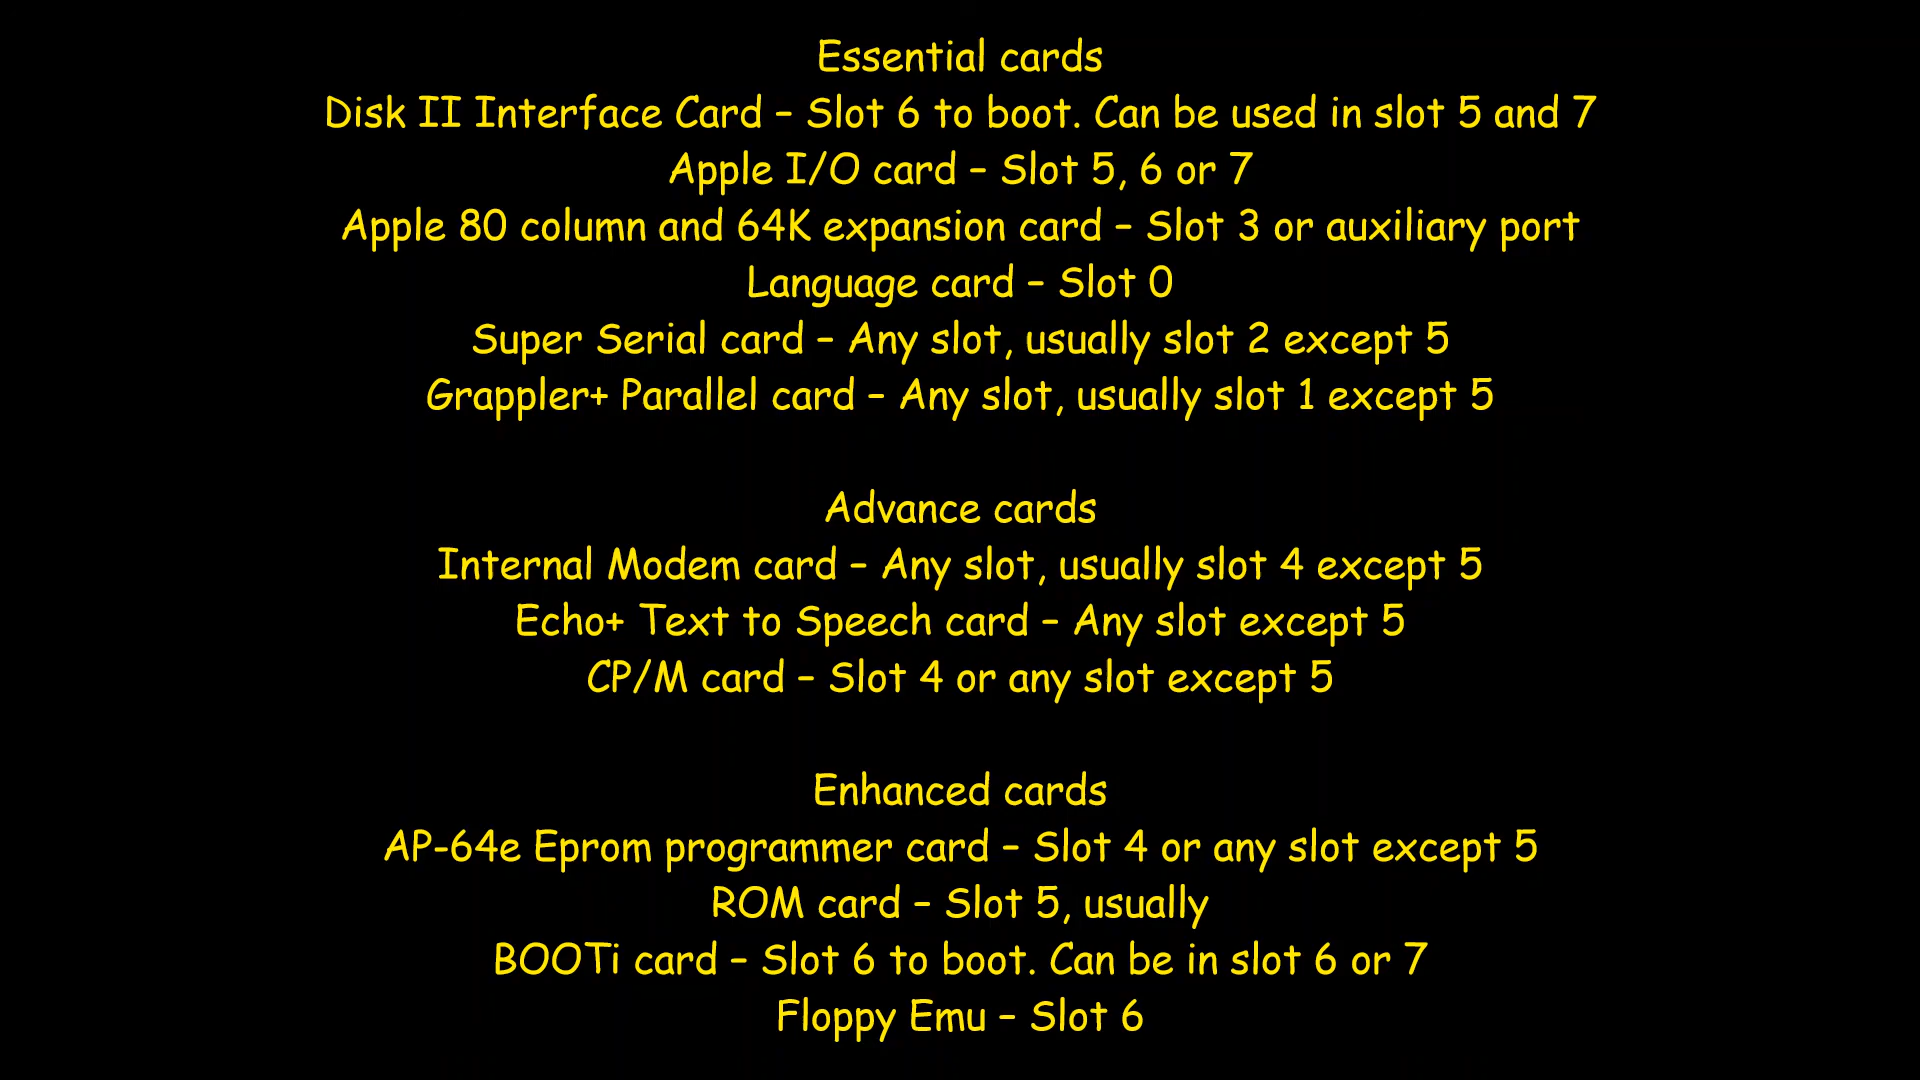 Essential cards
Disk II Interface Card – Slot 6 to boot. Can be used in slot 5 and 7
Apple I/O card – Slot 5, 6 or 7
Apple 80 column and 64K expansion card – Slot 3 or auxiliary port
Language card – Slot 0
Super Serial card – Any slot, usually slot 2 except 5
Grappler+ Parallel card – Any slot, usually slot 1 except 5
Advance cards
Internal Modem card – Any slot, usually slot 4 except 5
Echo+ Text to Speech card – Any slot except 5
CP/M card – Slot 4 or any slot except 5
Enhanced cards
AP-64e Eprom programmer card – Slot 4 or any slot except 5
ROM card – Slot 5, usually
BOOTi card – Slot 6 to boot. Can be in slot 6 or 7
Floppy Emu – Slot 6